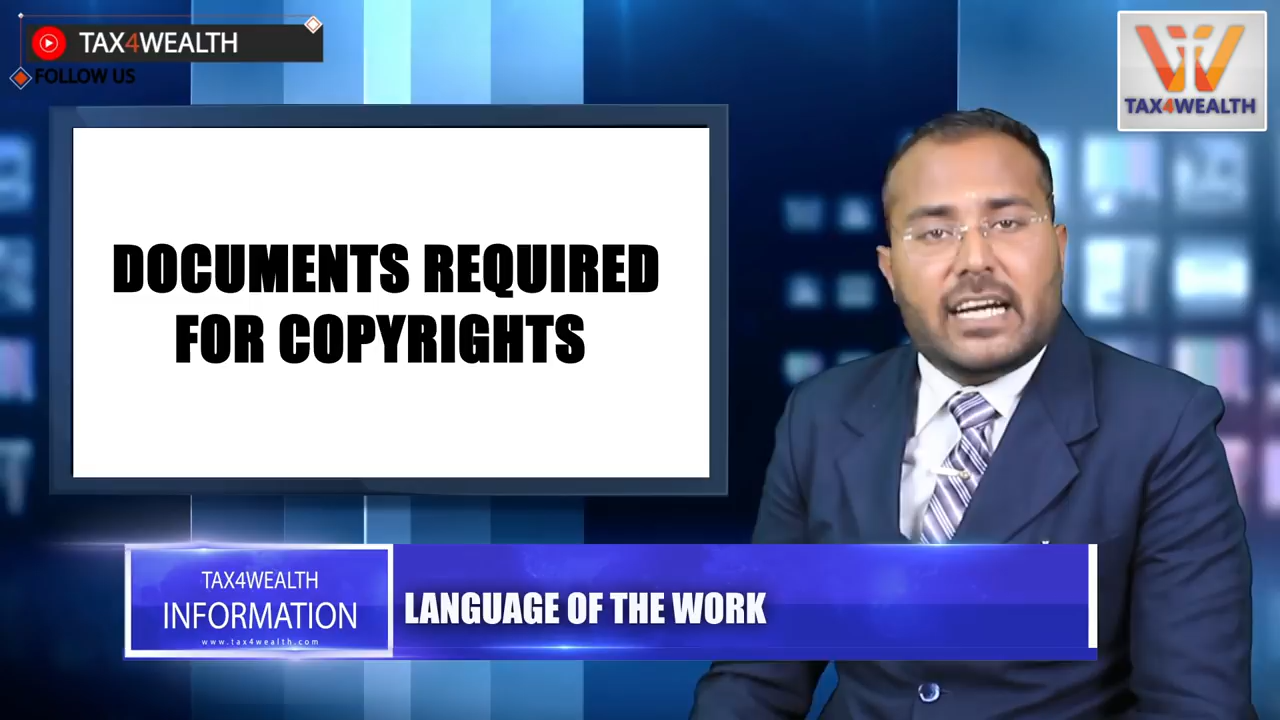 TAX4WEALTH
FOLLOW US
TAX4WEALTH
DOCUMENTS REQUIRED
FOR COPYRIGHTS
TAX4WEALTH
INFORMATION
www.tax4wealth.com
LANGUAGE OF THE WORK